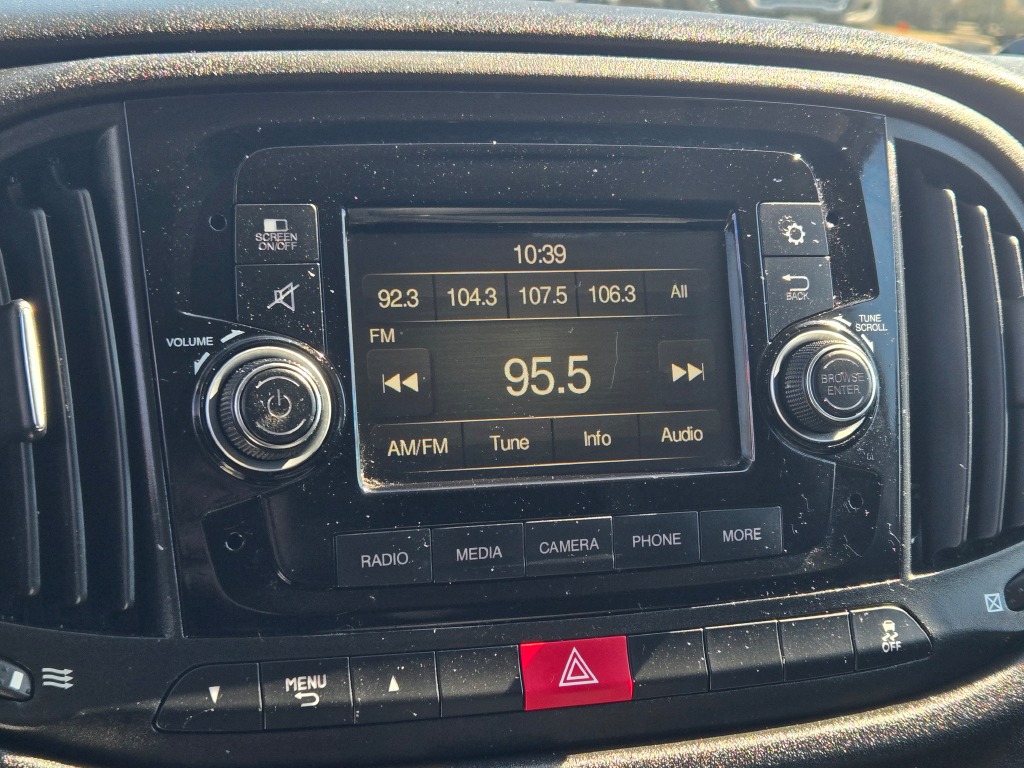 SCREEN
ON/OFF
10:39
BACK
92.3 104.3 107.5 106.3 All
VOLUME
TUNE
SCROLL
FM
95.5
BROWSE
ENTER
AM/FM Tune Info Audio
RADIO MEDIA CAMERA PHONE MORE
MENU
OFF